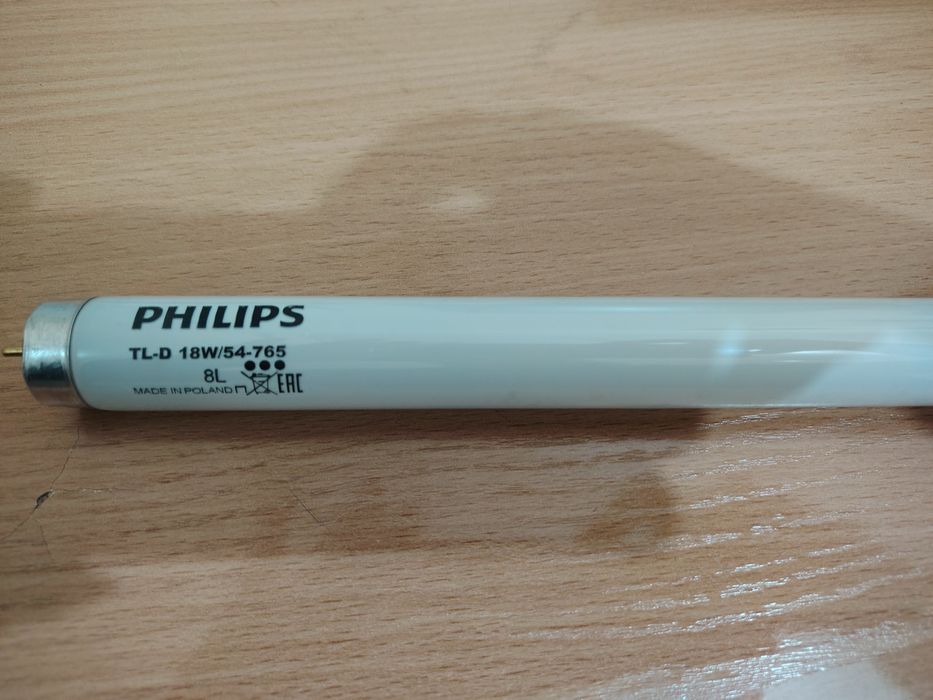 PHILIPS
TL-D 18W/54-765
8L
MADE IN POLAND EAC